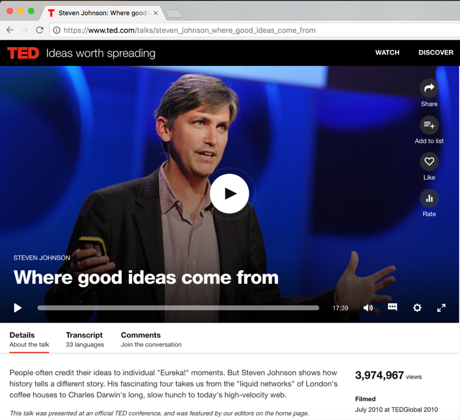 Steven Johnson: Where good
https://www.ted.com/talks/steven_johnson_where_good_ideas_come_from
TED Ideas worth spreading
WATCH DISCOVER
Share
Add to list
Like
Rate
STEVEN JOHNSON
Where good ideas come from
17:39
Details Transcript Comments
About the talk 33 languages Join the conversation
People often credit their ideas to individual "Eureka!" moments. But Steven Johnson shows how
history tells a different story. His fascinating tour takes us from the "liquid networks" of London's
coffee houses to Charles Darwin's long, slow hunch to today's high-velocity web.
This talk was presented at an official TED conference, and was featured by our editors on the home page.
3,974,967 views
Filmed
July 2010 at TEDGlobal 2010